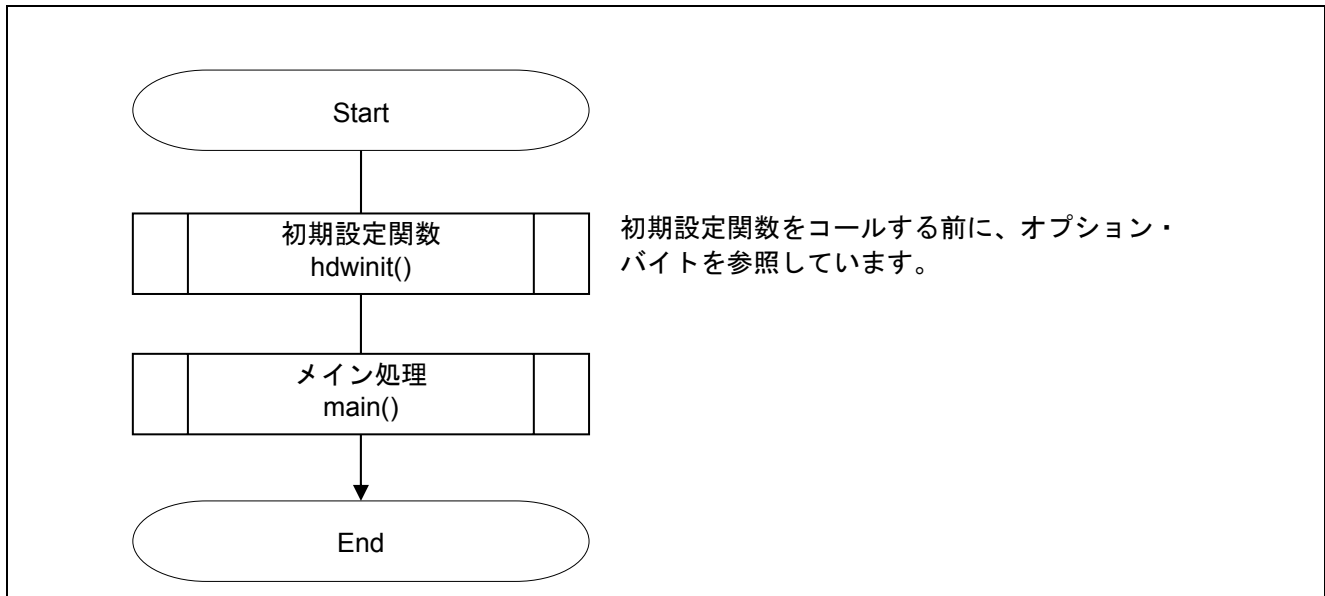 Start
初期設定関数
hdwinit()
初期設定関数をコールする前に、オプション・
バイトを参照しています。
メイン処理
main()
End